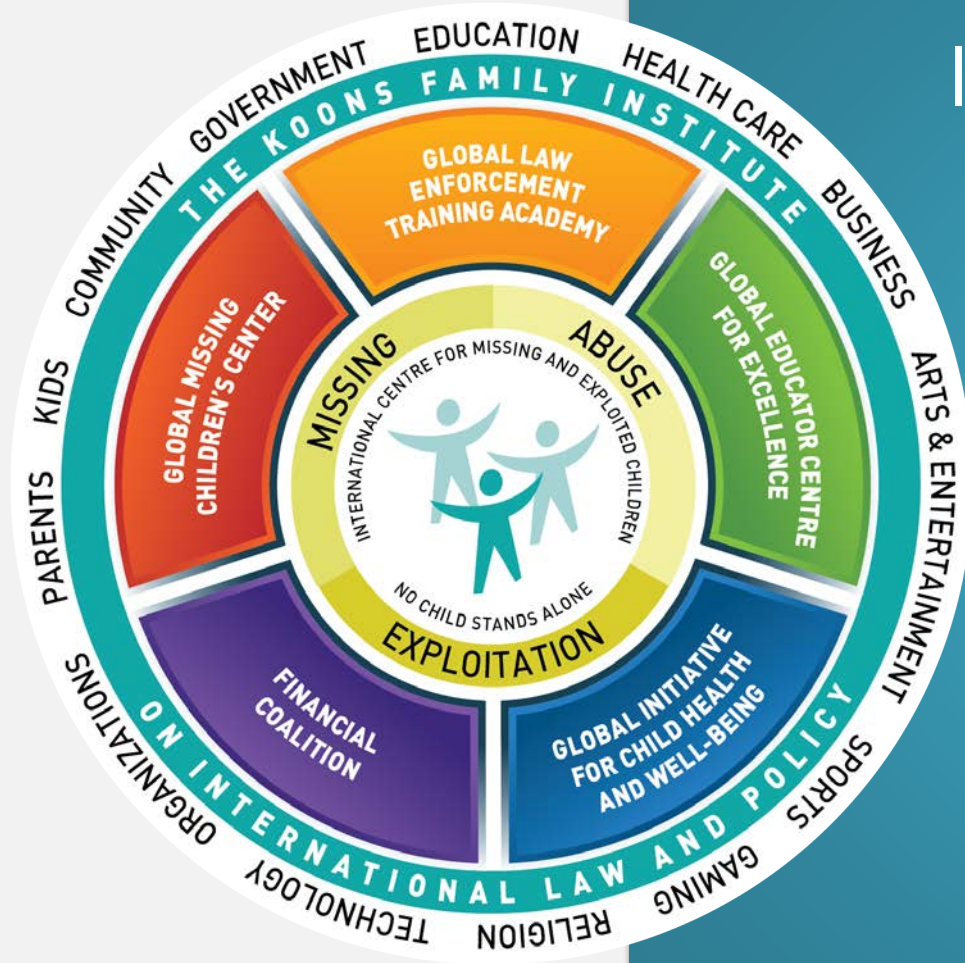 EDUCATION
HEALTH CARE
BUSINESS
ARTS & ENTERTAINMENT
SPORTS
GAMING
RELIGION
TECHNOLOGY
ORGANIZATIONS
PARENTS
KIDS
COMMUNITY
GOVERNMENT
THE KOONS FAMILY INSTITUTE
ON INTERNATIONAL LAW AND POLICY
GLOBAL LAW
ENFORCEMENT
TRAINING ACADEMY
GLOBAL EDUCATOR CENTRE
FOR EXCELLENCE
GLOBAL INITIATIVE
FOR CHILD HEALTH
AND WELL-BEING
FINANCIAL
COALITION
GLOBAL MISSING
CHILDREN'S CENTER
MISSING
ABUSE
EXPLOITATION
INTERNATIONAL CENTRE FOR MISSING AND EXPLOITED CHILDREN
NO CHILD STANDS ALONE